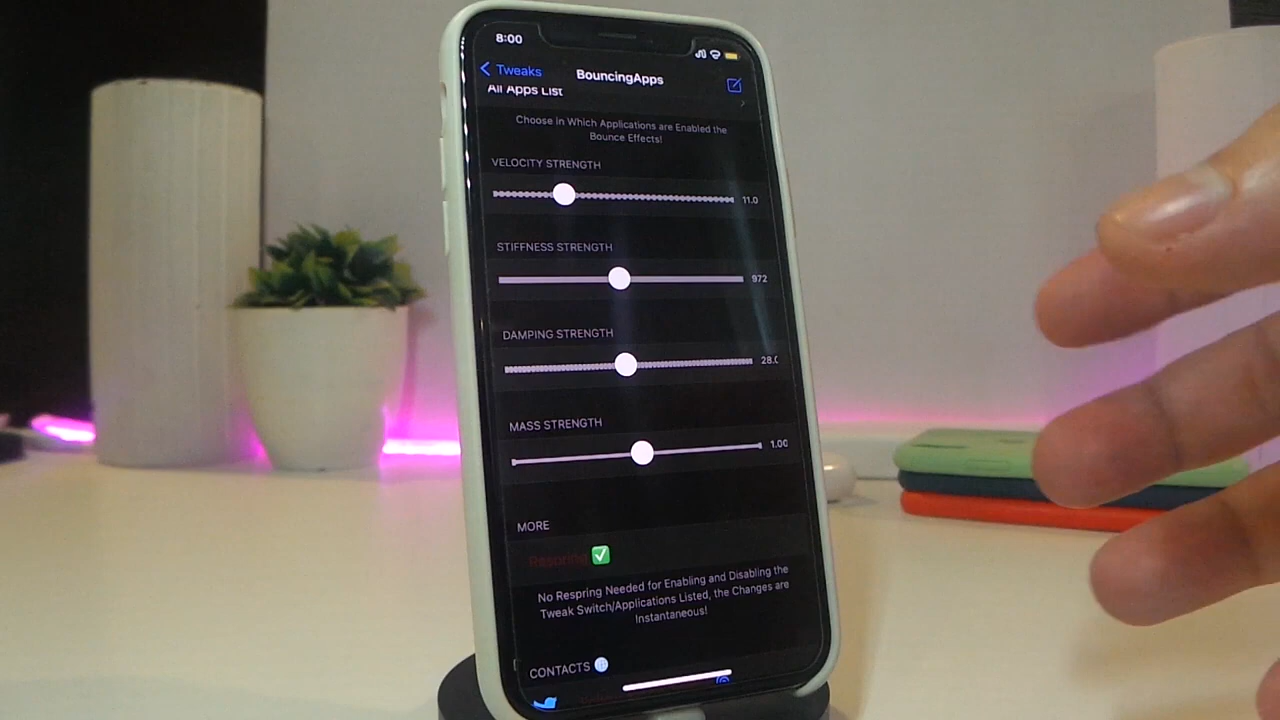 8:00
Tweaks
BouncingApps
All Apps List
Choose in Which Applications are Enabled the
Bounce Effects!
VELOCITY STRENGTH
11.0
STIFFNESS STRENGTH
972
DAMPING STRENGTH
28.0
MASS STRENGTH
1.00
MORE
Respring ✅
No Respring Needed for Enabling and Disabling the
Tweak Switch/Applications Listed, the Changes are
Instantaneous!
CONTACTS